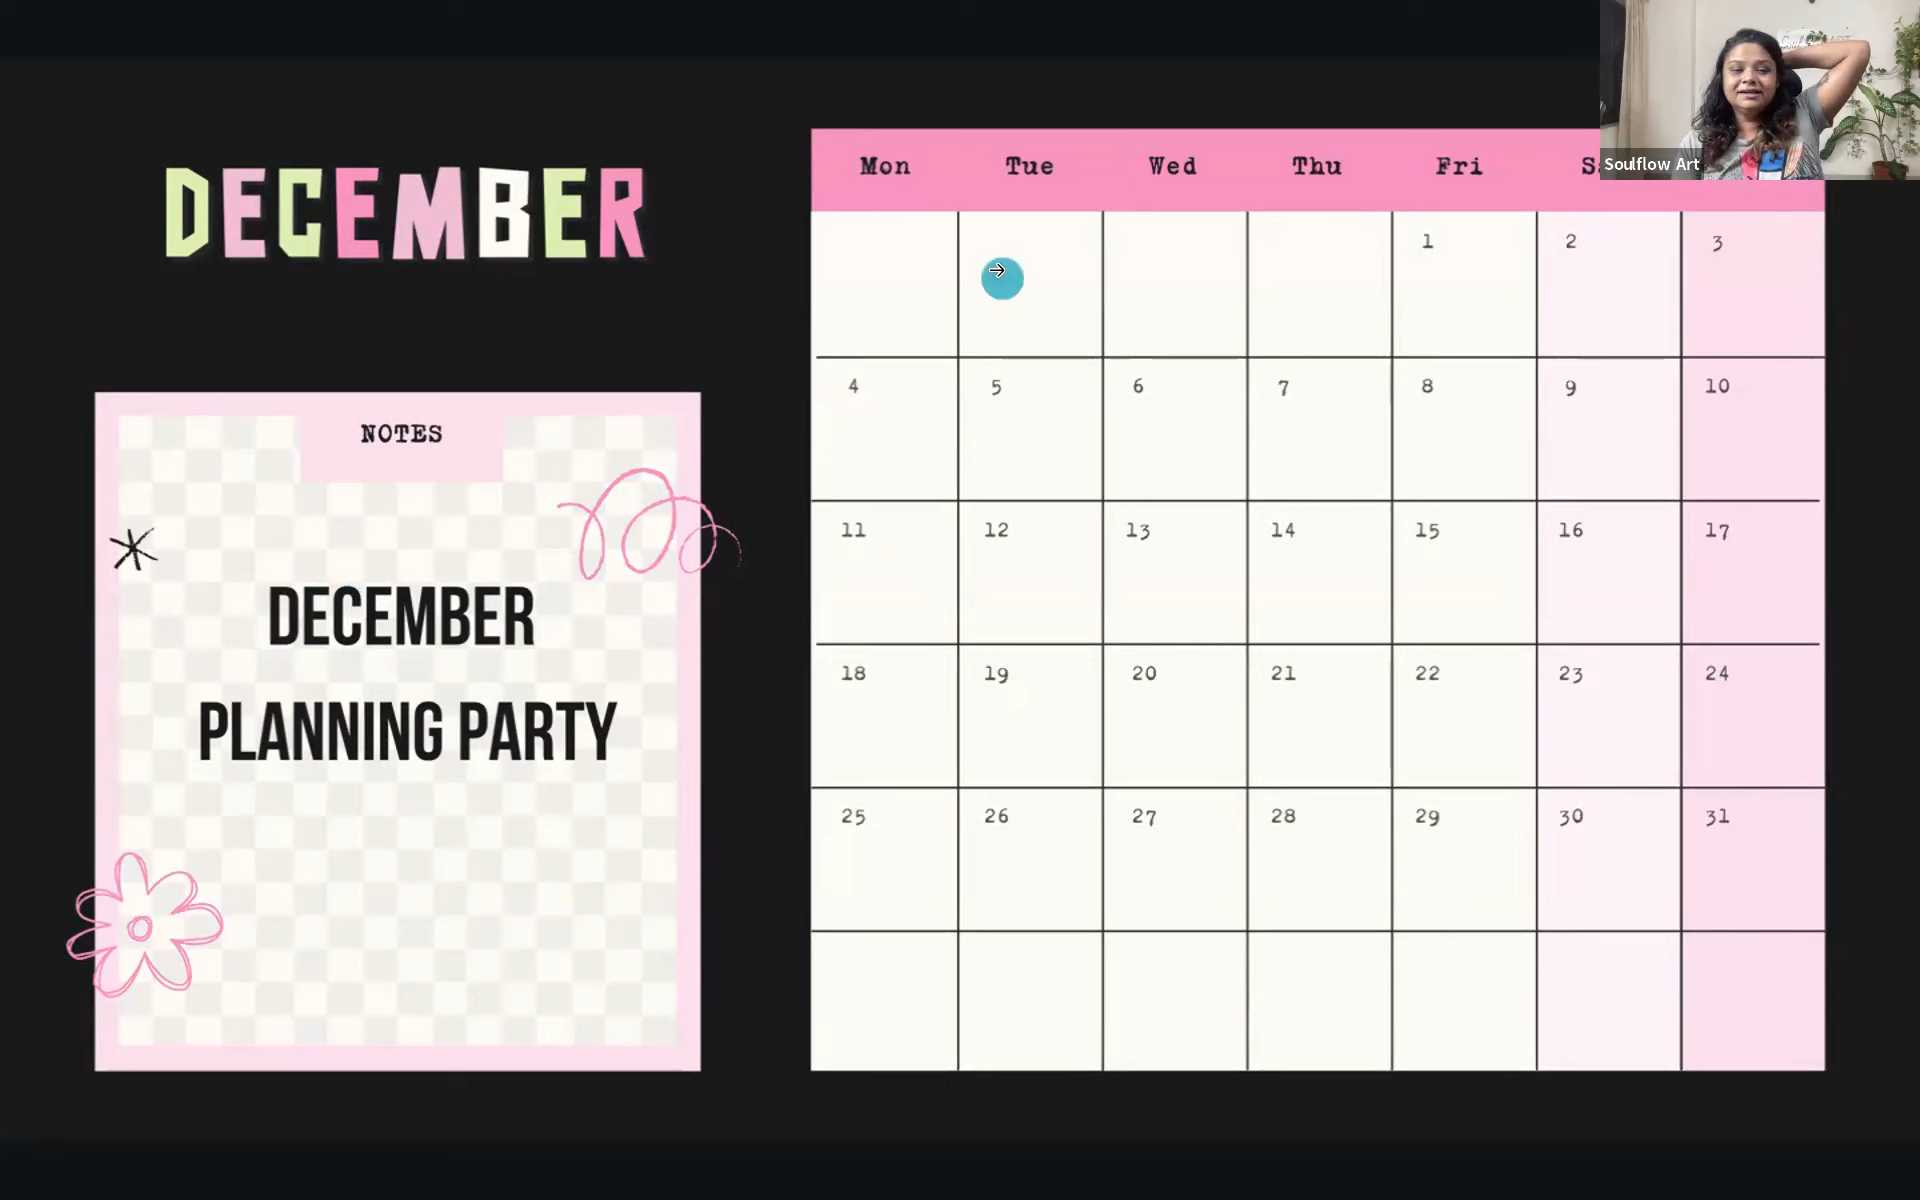 DECEMBER
Mon Tue Wed Thu Fri
Soulflow Art
1 2 3
4 5 6 7 8 9 10
11 12 13 14 15 16 17
18 19 20 21 22 23 24
25 26 27 28 29 30 31
NOTES
DECEMBER
PLANNING PARTY